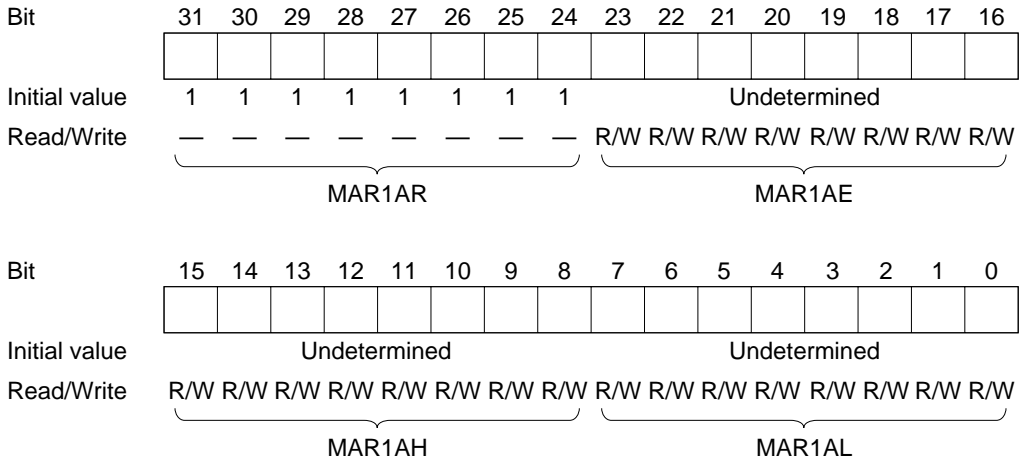 Bit 31 30 29 28 27 26 25 24 23 22 21 20 19 18 17 16
Initial value 1 1 1 1 1 1 1 1 Undetermined
Read/Write — — — — — — — — R/W R/W R/W R/W R/W R/W R/W R/W
MAR1AR MAR1AE
Bit 15 14 13 12 11 10 9 8 7 6 5 4 3 2 1 0
Initial value Undetermined Undetermined
Read/Write R/W R/W R/W R/W R/W R/W R/W R/W R/W R/W R/W R/W R/W R/W R/W R/W
MAR1AH MAR1AL